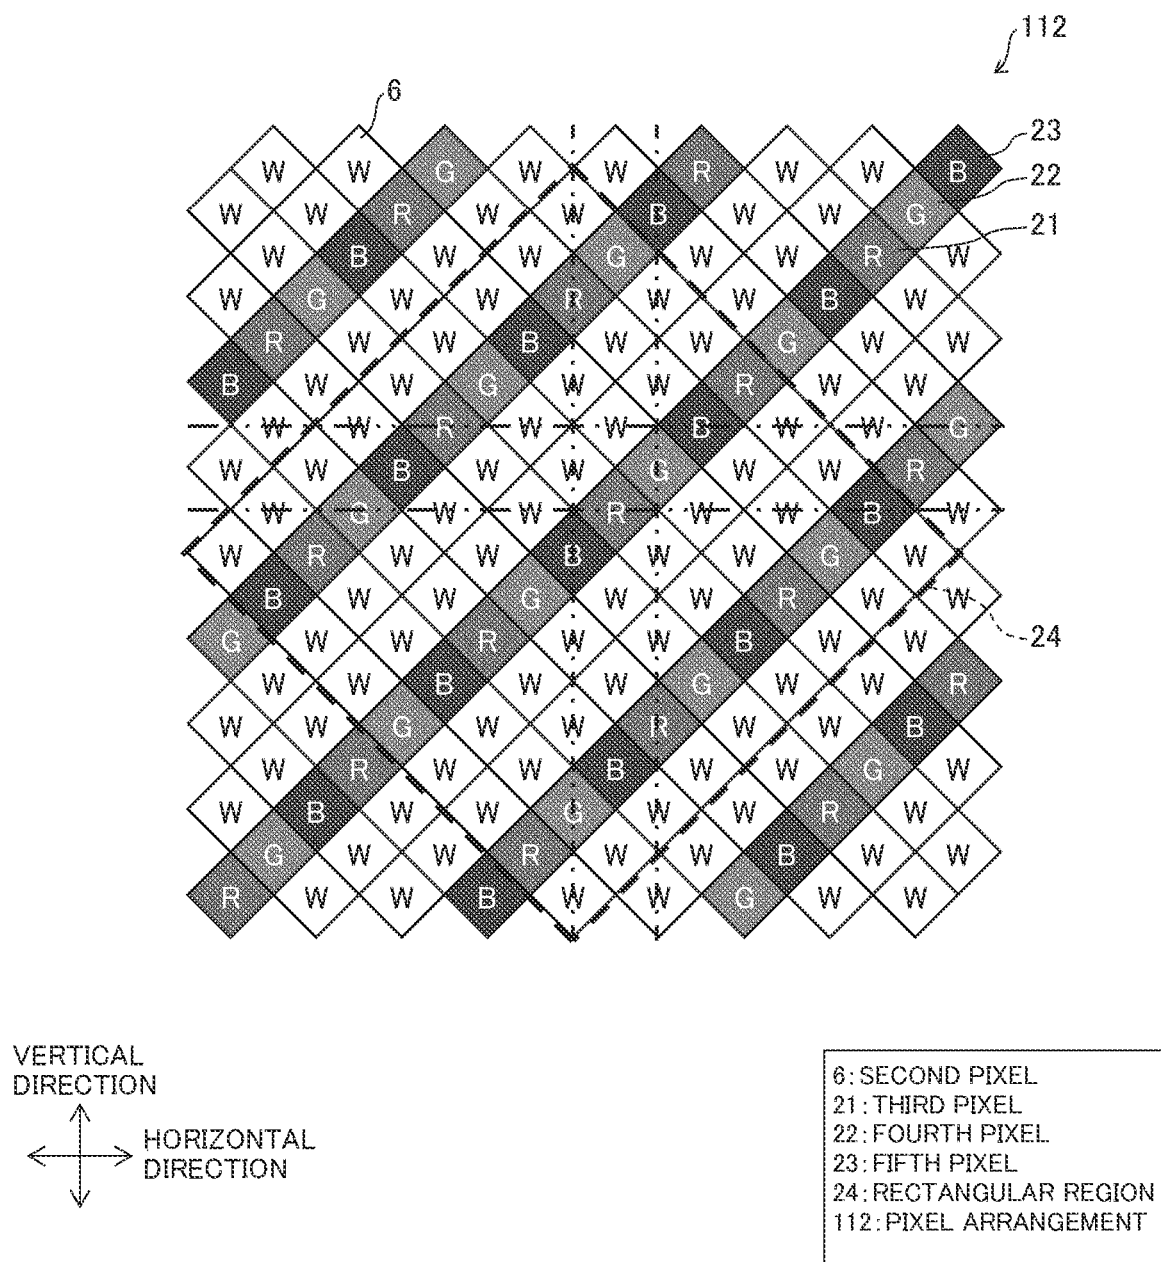 112
6
23
W W G W W R W W B
22
W W R W W B W W G
21
W B W W G W W R W
W G W W R W W B W
R W W B W W G W W
B W W G W W R W W
W W R W W B W W G
W W B W W G W W R
W G W W R W W B W
W R W W B W W G W
B W W G W W R W W
G W W R W W B W W
24
W W B W W G W W R
W W G W W R W W B
W R W W B W W G W
W B W W G W W R W
G W W R W W B W W
R W W B W W G W W
VERTICAL
DIRECTION
HORIZONTAL
DIRECTION
6:SECOND PIXEL
21:THIRD PIXEL
22:FOURTH PIXEL
23:FIFTH PIXEL
24:RECTANGULAR REGION
112:PIXEL ARRANGEMENT